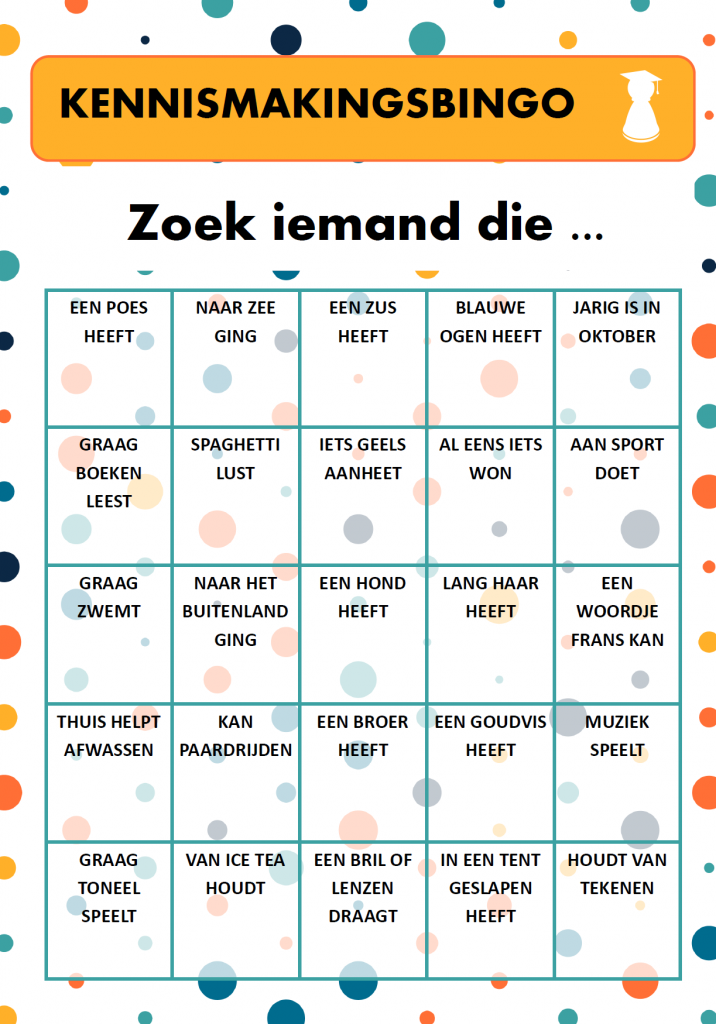 KENNISMAKINGSBINGO
Zoek iemand die ...
EEN POES
HEEFT
NAAR ZEE
GING
EEN ZUS
HEEFT
BLAUWE
OGEN HEEFT
JARIG IS IN
OKTOBER
GRAAG
BOEKEN
LEEST
SPAGHETTI
LUST
IETS GEELS
AANHEET
AL EENS IETS
WON
AAN SPORT
DOET
GRAAG
ZWEMT
NAAR HET
BUITENLAND
GING
EEN HOND
HEEFT
LANG HAAR
HEEFT
EEN
WOORDJE
FRANS KAN
THUIS HELPT
AFWASSEN
KAN
PAARDRIJDEN
EEN BROER
HEEFT
EEN GOUDVIS
HEEFT
MUZIEK
SPEELT
GRAAG
TONEEL
SPEELT
VAN ICE TEA
HOUDT
EEN BRIL OF
LENZEN
DRAAGT
IN EEN TENT
GESLAPEN
HEEFT
HOUDT VAN
TEKENEN